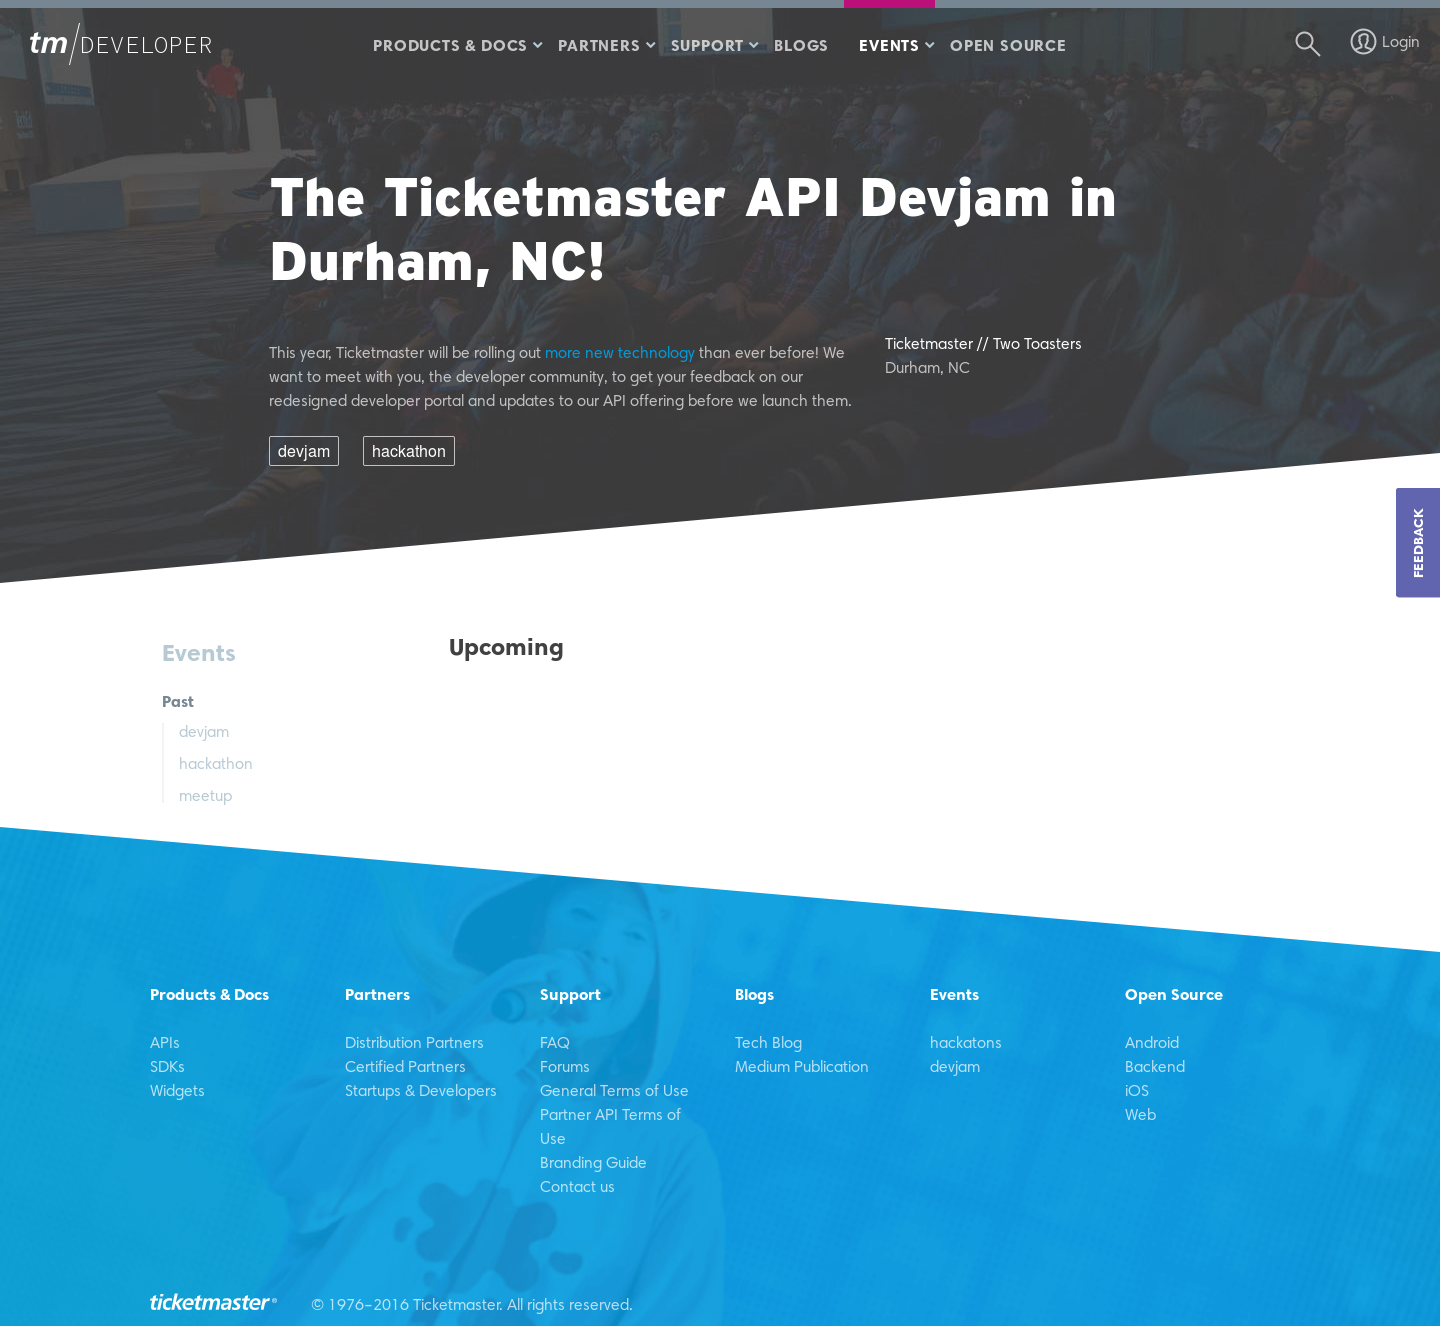 tm/DEVELOPER
PRODUCTS & DOCS PARTNERS SUPPORT BLOGS EVENTS OPEN SOURCE
Login
The Ticketmaster API Devjam in
Durham, NC!
This year, Ticketmaster will be rolling out more new technology than ever before! We
want to meet with you, the developer community, to get your feedback on our
redesigned developer portal and updates to our API offering before we launch them.
Ticketmaster // Two Toasters
Durham, NC
devjam hackathon
FEEDBACK
Events
Past
devjam
hackathon
meetup
Upcoming
Products & Docs
APIs
SDKs
Widgets
Partners
Distribution Partners
Certified Partners
Startups & Developers
Support
FAQ
Forums
General Terms of Use
Partner API Terms of
Use
Branding Guide
Contact us
Blogs
Tech Blog
Medium Publication
Events
hackatons
devjam
Open Source
Android
Backend
iOS
Web
ticketmaster®
© 1976–2016 Ticketmaster. All rights reserved.